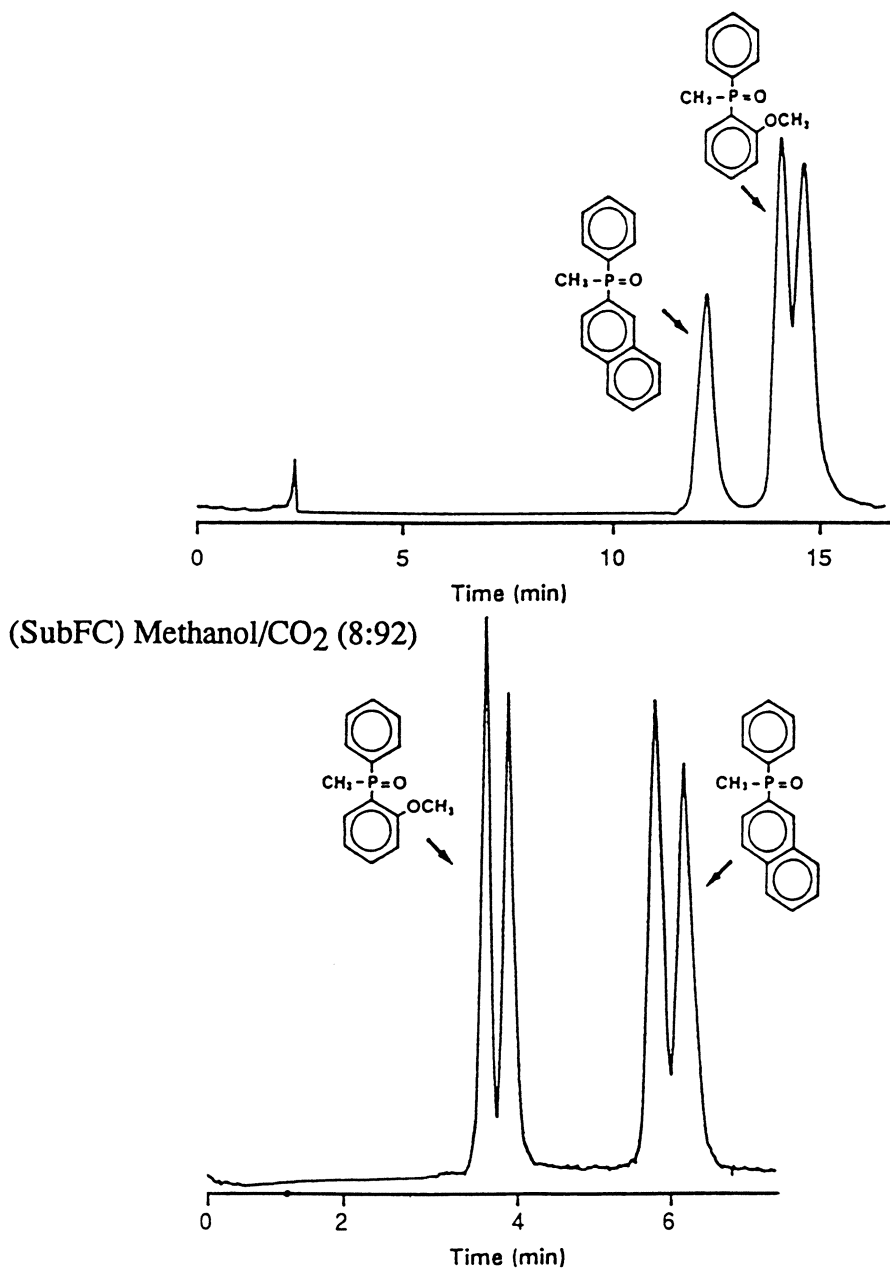 CH₃-P=O
OCH₃
CH₃-P=O
0 5 10 15
Time (min)
(SubFC) Methanol/CO₂ (8:92)
CH₃-P=O
OCH₃
CH₃-P=O
0 2 4 6
Time (min)